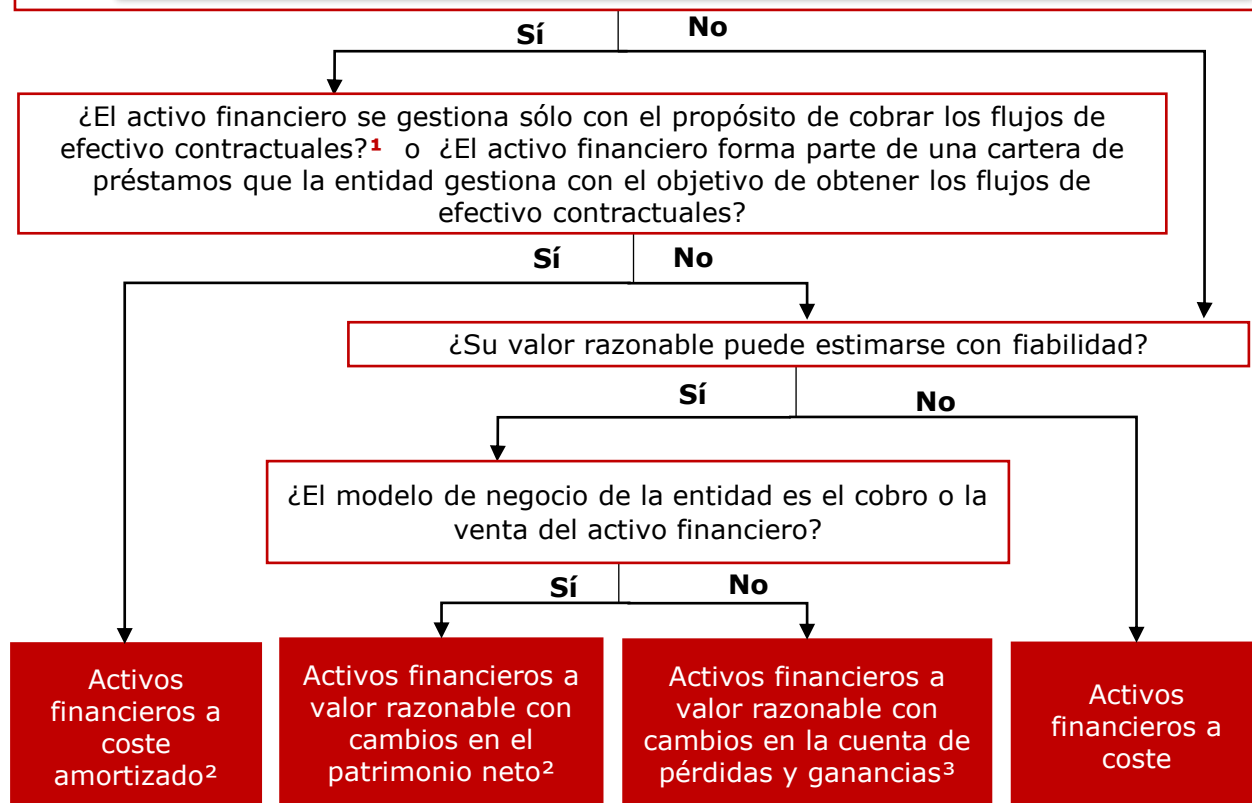 Sí No
¿El activo financiero se gestiona sólo con el propósito de cobrar los flujos de
efectivo contractuales?¹ o ¿El activo financiero forma parte de una cartera de
préstamos que la entidad gestiona con el objetivo de obtener los flujos de
efectivo contractuales?
Sí No
¿Su valor razonable puede estimarse con fiabilidad?
Sí No
¿El modelo de negocio de la entidad es el cobro o la
venta del activo financiero?
Sí No
Activos
financieros a
coste
amortizado²
Activos financieros a
valor razonable con
cambios en el
patrimonio neto²
Activos financieros a
valor razonable con
cambios en la cuenta de
pérdidas y ganancias³
Activos
financieros a
coste